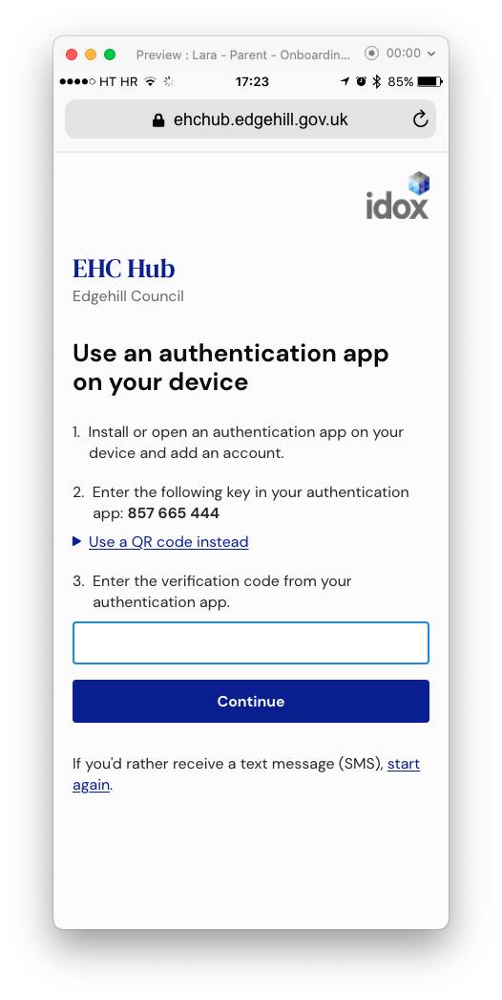 Preview : Lara - Parent - Onboardin... 00:00
HT HR 17:23 85%
ehchub.edgehill.gov.uk
idox
EHC Hub
Edgehill Council
Use an authentication app
on your device
1. Install or open an authentication app on your
device and add an account.
2. Enter the following key in your authentication
app: 857 665 444
Use a QR code instead
3. Enter the verification code from your
authentication app.
Continue
If you'd rather receive a text message (SMS), start
again.